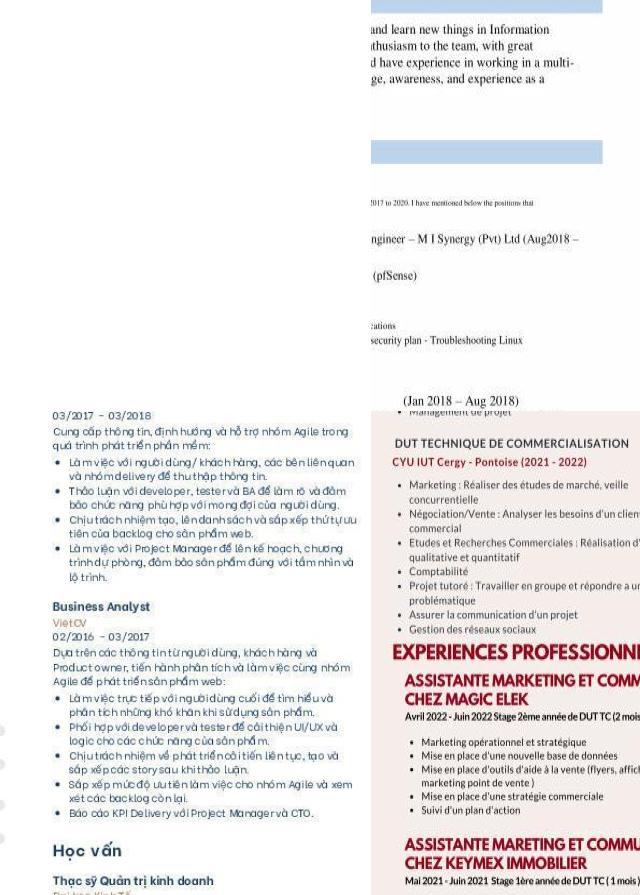 and learn new things in Information
thusiasm to the team, with great
d have experience in working in a multi-
ge, awareness, and experience as a
2017 to 2020. I have mentioned below the positions that
ngineer – M I Synergy (Pvt) Ltd (Aug2018 –
(pfSense)
cations
security plan - Troubleshooting Linux
(Jan 2018 – Aug 2018)
03/2017 - 03/2018
Cung cấp thông tin, định hướng và hỗ trợ nhóm Agile trong
quá trình phát triển phần mềm:
• Làm việc với người dùng/ khách hàng, các bên liên quan
và nhóm delivery để thu thập thông tin.
• Thảo luận với developer, tester và BA để làm rõ và đảm
bảo chức năng phù hợp với mong đợi của người dùng.
• Chịu trách nhiệm tạo, lên danh sách và sắp xếp thứ tự ưu
tiên của backlog cho sản phẩm web.
• Làm việc với Project Manager để lên kế hoạch, chương
trình dự phòng, đảm bảo sản phẩm đúng với tầm nhìn và
lộ trình.
Business Analyst
VietCV
02/2016 - 03/2017
Dựa trên các thông tin từ người dùng, khách hàng và
Product owner, tiến hành phân tích và làm việc cùng nhóm
Agile để phát triển sản phẩm web:
• Làm việc trực tiếp với người dùng cuối để tìm hiểu và
phân tích những khó khăn khi sử dụng sản phẩm.
• Phối hợp với developer và tester để cải thiện UI/UX và
logic cho các chức năng của sản phẩm.
• Chịu trách nhiệm về phát triển cải tiến liên tục, tạo và
sắp xếp các story sau khi thảo luận.
• Sắp xếp mức độ ưu tiên làm việc cho nhóm Agile và xem
xét các backlog còn lại.
• Báo cáo KPI Delivery với Project Manager và CTO.
Học vấn
Thạc sỹ Quản trị kinh doanh
• Management de projet
DUT TECHNIQUE DE COMMERCIALISATION
CYU IUT Cergy - Pontoise (2021 - 2022)
• Marketing : Réaliser des études de marché, veille
concurrentielle
• Négociation/Vente : Analyser les besoins d'un clien
commercial
• Etudes et Recherches Commerciales : Réalisation d'
qualitative et quantitatif
• Comptabilité
• Projet tutoré : Travailler en groupe et répondre a un
problématique
• Assurer la communication d'un projet
• Gestion des réseaux sociaux
EXPERIENCES PROFESSIONNE
ASSISTANTE MARKETING ET COMM
CHEZ MAGIC ELEK
Avril 2022 - Juin 2022 Stage 2ème année de DUT TC (2 mois
• Marketing opérationnel et stratégique
• Mise en place d'une nouvelle base de données
• Mise en place d'outils d'aide à la vente (flyers, affich
marketing point de vente )
• Mise en place d'une stratégie commerciale
• Suivi d'un plan d'action
ASSISTANTE MARETING ET COMMU
CHEZ KEYMEX IMMOBILIER
Mai 2021 - Juin 2021 Stage 1ère année de DUT TC ( 1 mois )